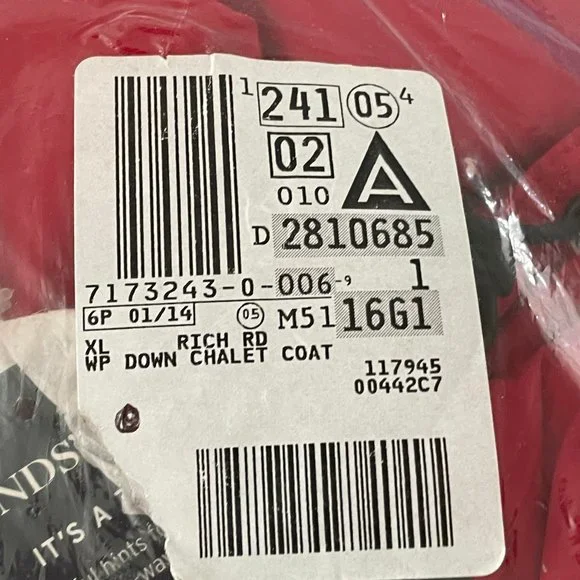 1 241 05 4
02
010 A
D 2810685
7173243-0-006-9 1
6P 01/14 05 M51 16G1
XL RICH RD
WP DOWN CHALET COAT
117945
00442C7
NDS'
IT'S A
hints